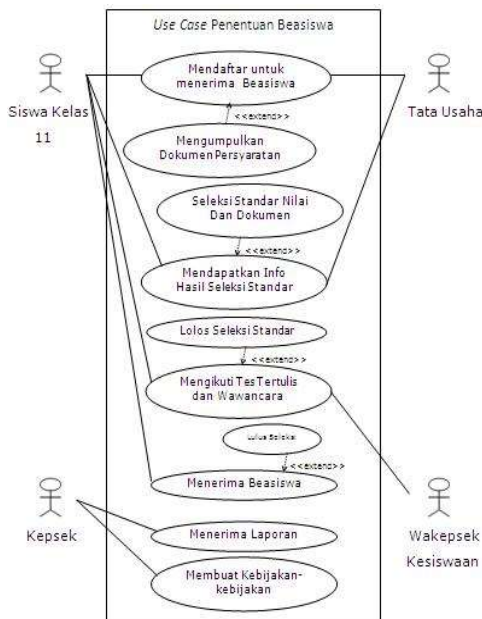 Use Case Penentuan Beasiswa
Mendaftar untuk
menerima Beasiswa
Siswa Kelas
11
Tata Usaha
<<extend>>
Mengumpulkan
Dokumen Persyaratan
Seleksi Standar Nilai
Dan Dokumen
<<extend>>
Mendapatkan Info
Hasil Seleksi Standar
Lolos Seleksi Standar
<<extend>>
Mengikuti Tes Tertulis
dan Wawancara
Lulus Seleksi
<<extend>>
Menerima Beasiswa
Kepsek
Menerima Laporan
Wakepsek
Kesiswaan
Membuat Kebijakan-
kebijakan